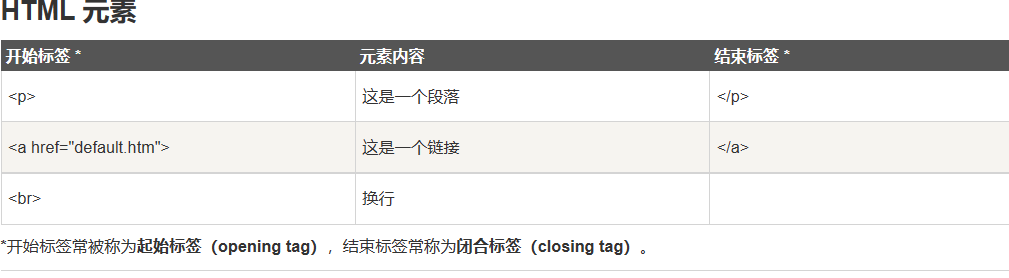 HTML 元素
开始标签 * 元素内容 结束标签 *
<p> 这是一个段落 </p>
<a href="default.htm"> 这是一个链接 </a>
<br> 换行
*开始标签常被称为起始标签（opening tag），结束标签常称为闭合标签（closing tag）。